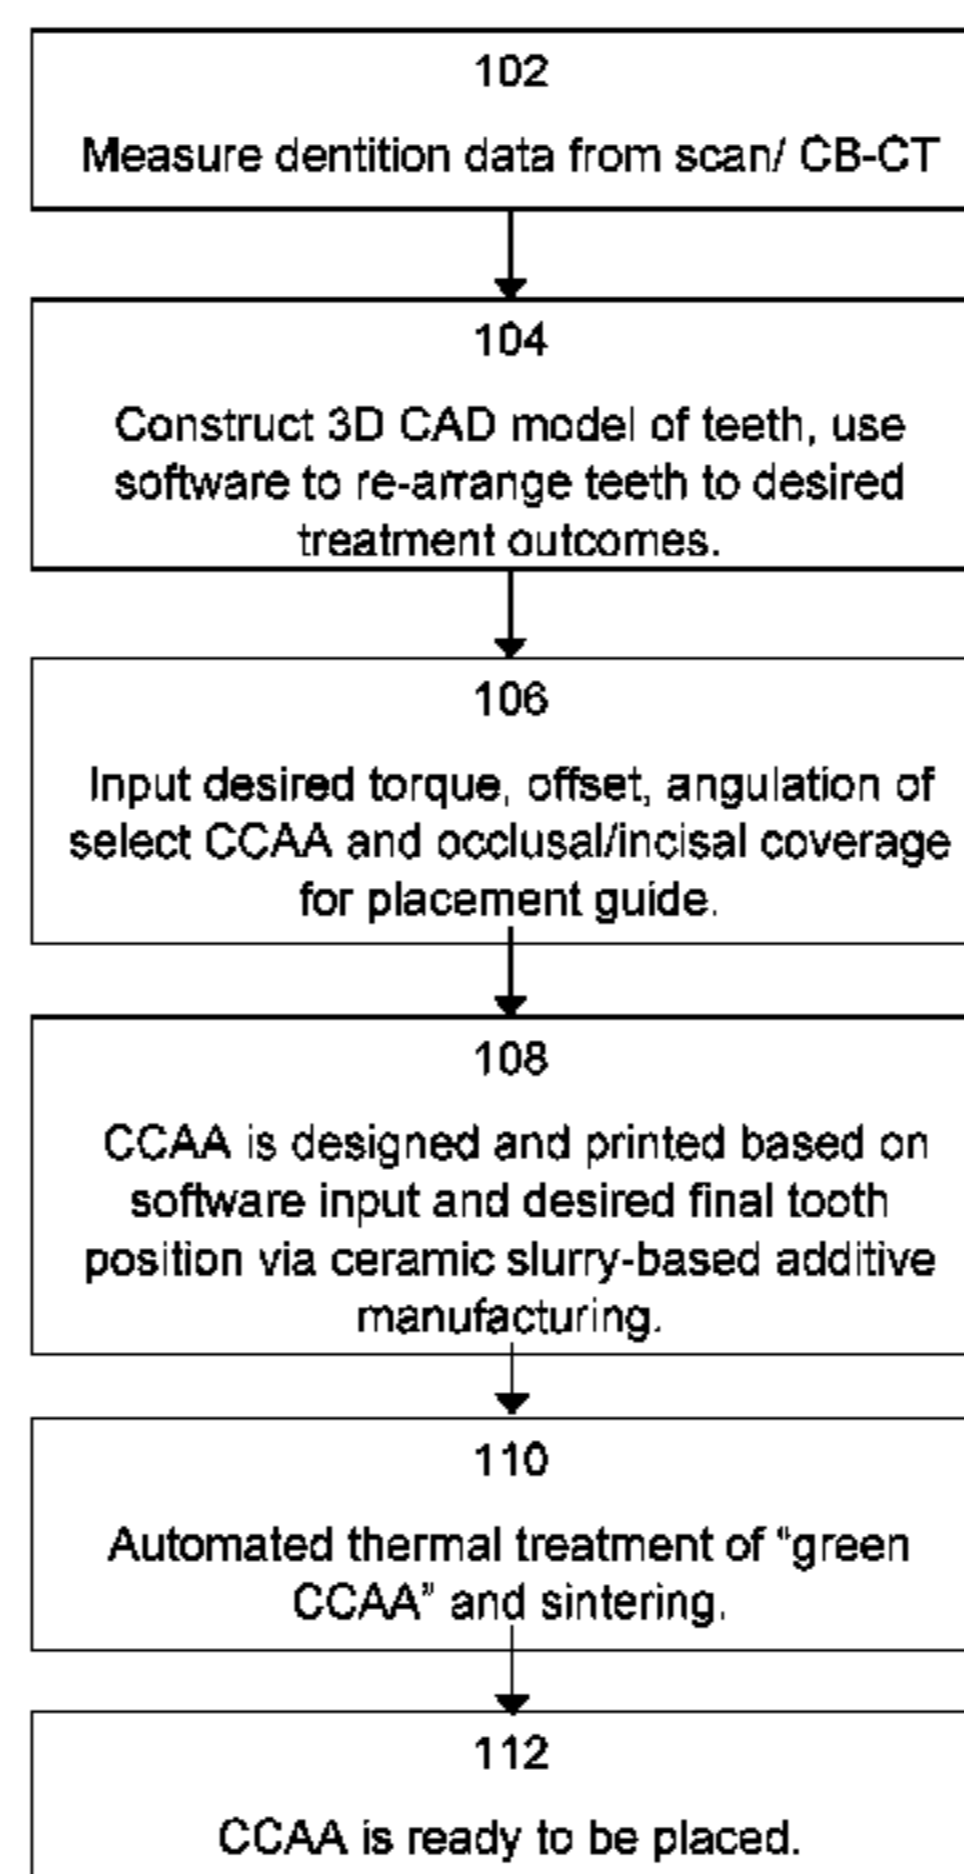 102
Measure dentition data from scan/ CB-CT
104
Construct 3D CAD model of teeth, use
software to re-arrange teeth to desired
treatment outcomes.
106
Input desired torque, offset, angulation of
select CCAA and occlusal/incisal coverage
for placement guide.
108
CCAA is designed and printed based on
software input and desired final tooth
position via ceramic slurry-based additive
manufacturing.
110
Automated thermal treatment of “green
CCAA” and sintering.
112
CCAA is ready to be placed.